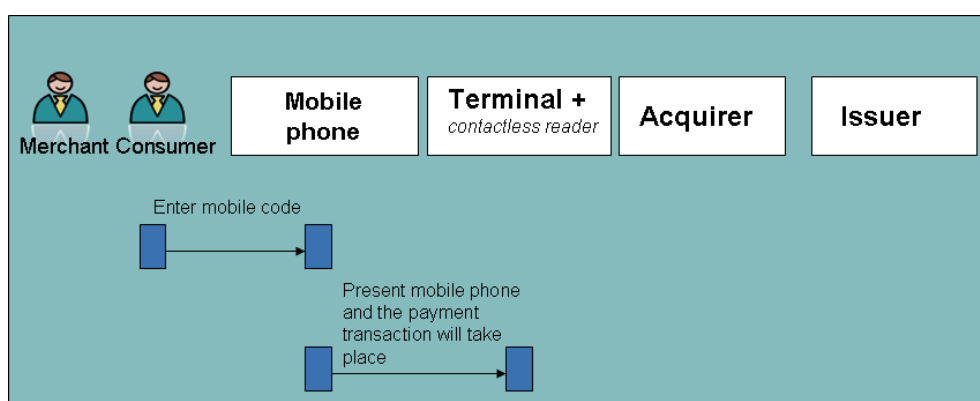 Merchant Consumer
Mobile
phone
Terminal +
contactless reader
Acquirer
Issuer
Enter mobile code
Present mobile phone
and the payment
transaction will take
place